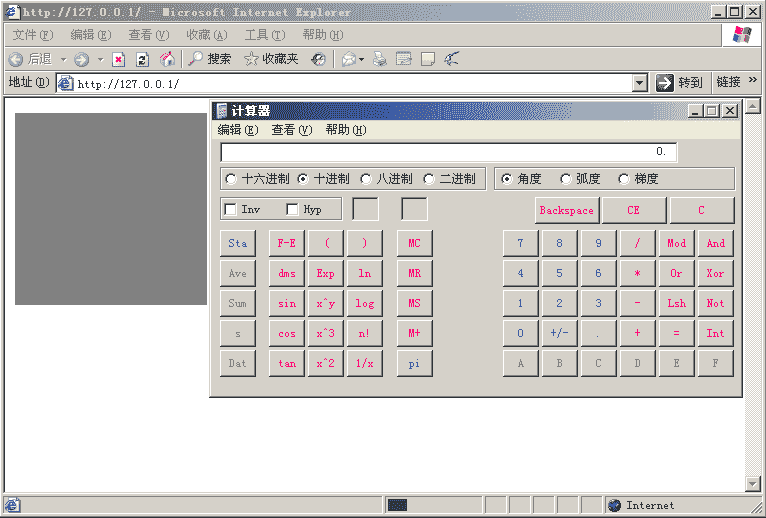 http://127.0.0.1/ - Microsoft Internet Explorer
文件(F) 编辑(E) 查看(V) 收藏(A) 工具(T) 帮助(H)
后退 搜索 收藏夹
地址(D) http://127.0.0.1/ 转到 链接 »
计算器
编辑(E) 查看(V) 帮助(H)
0.
十六进制 十进制 八进制 二进制 角度 弧度 梯度
Inv Hyp Backspace CE C
Sta F-E ( ) MC 7 8 9 / Mod And
Ave dms Exp ln MR 4 5 6 * Or Xor
Sum sin x^y log MS 1 2 3 - Lsh Not
s cos x^3 n! M+ 0 +/- . + = Int
Dat tan x^2 1/x pi A B C D E F
Internet